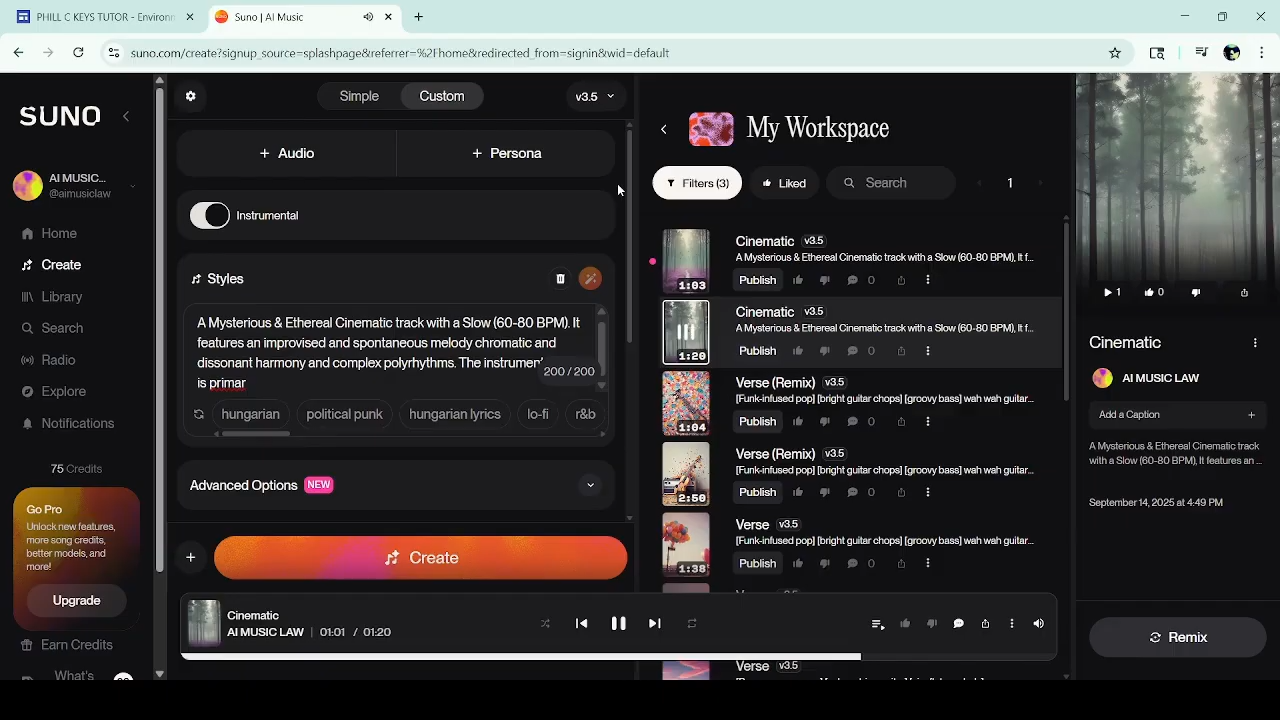 PHILL C KEYS TUTOR - Environ
Suno | AI Music
suno.com/create?signup_source=splashpage&referrer=%2Fhome&redirected_from=signin&wid=default
SUNO
AI MUSIC...
@aimusiclaw
Home
Create
Library
Search
Radio
Explore
Notifications
75 Credits
Go Pro
Unlock new features,
more song credits,
better models, and
more!
Upgrade
Earn Credits
What's
Simple
Custom
v3.5
+ Audio
+ Persona
Instrumental
Styles
A Mysterious & Ethereal Cinematic track with a Slow (60-80 BPM). It
features an improvised and spontaneous melody chromatic and
dissonant harmony and complex polyrhythms. The instrument
is primar
200 / 200
hungarian
political punk
hungarian lyrics
lo-fi
r&b
Advanced Options NEW
Create
My Workspace
Filters (3)
Liked
Search
1
1:03
Cinematic v3.5
A Mysterious & Ethereal Cinematic track with a Slow (60-80 BPM), It f...
Publish 0
1:20
Cinematic v3.5
A Mysterious & Ethereal Cinematic track with a Slow (60-80 BPM), It f...
Publish 0
1:04
Verse (Remix) v3.5
[Funk-infused pop] [bright guitar chops] [groovy bass] wah wah guitar...
Publish 0
2:50
Verse (Remix) v3.5
[Funk-infused pop] [bright guitar chops] [groovy bass] wah wah guitar...
Publish 0
1:38
Verse v3.5
[Funk-infused pop] [bright guitar chops] [groovy bass] wah wah guitar...
Publish 0
Verse v3.5
Cinematic
AI MUSIC LAW | 01:01 / 01:20
1
0
Cinematic
AI MUSIC LAW
Add a Caption +
A Mysterious & Ethereal Cinematic track
with a Slow (60-80 BPM), It features an ...
September 14, 2025 at 4:49 PM
Remix